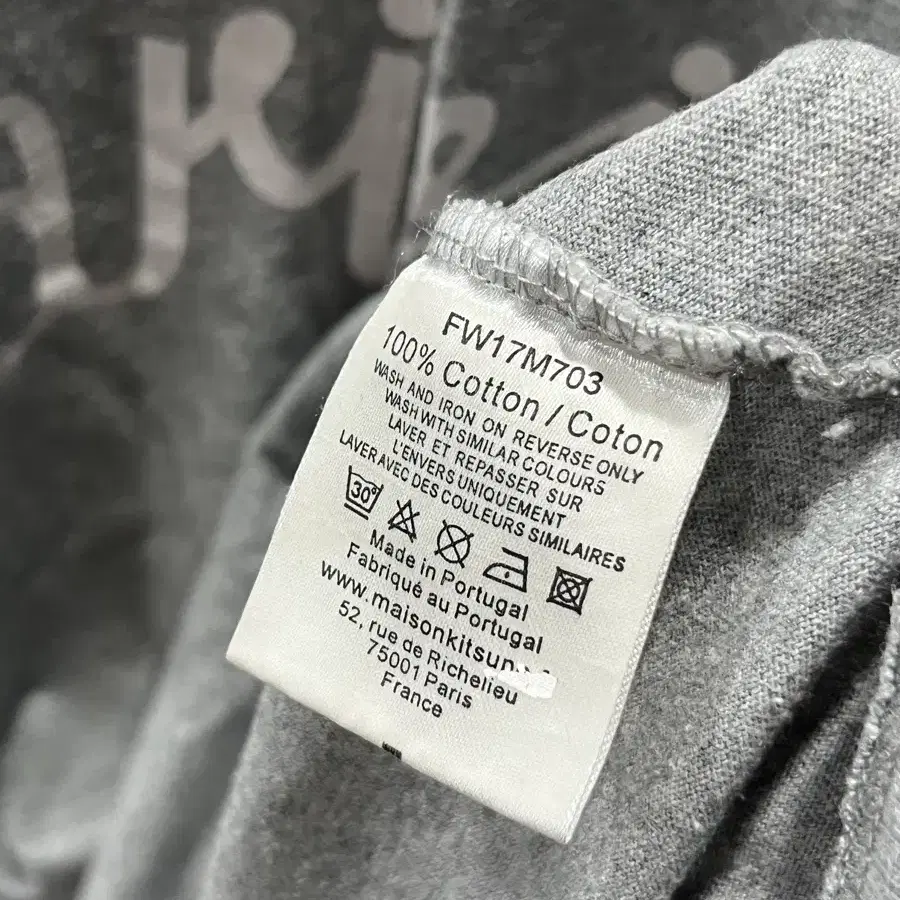 FW17M703
100% Cotton / Coton
WASH AND IRON ON REVERSE ONLY
WASH WITH SIMILAR COLOURS
LAVER ET REPASSER SUR
L'ENVERS UNIQUEMENT
LAVER AVEC DES COULEURS SIMILAIRES
30°
Made in Portugal
Fabriqué au Portugal
52, rue de Richelieu
75001 Paris
France